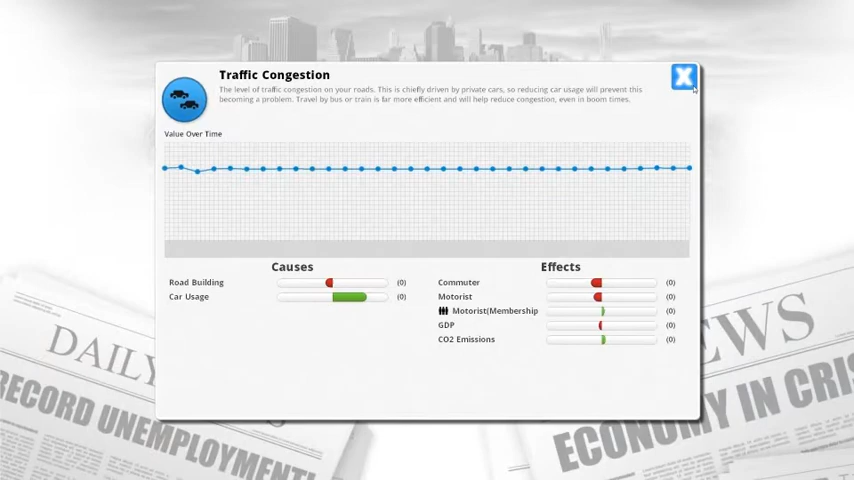 Traffic Congestion
The level of traffic congestion on your roads. This is chiefly driven by private cars, so reducing car usage will prevent this
becoming a problem. Travel by bus or train is far more efficient and will help reduce congestion, even in boom times.
Value Over Time
Causes
Road Building (0)
Car Usage (0)
Effects
Commuter (0)
Motorist (0)
Motorist(Membership (0)
GDP (0)
CO2 Emissions (0)
DAILY
RECORD UNEMPLOYMENT!
NEWS
ECONOMY IN CRIS